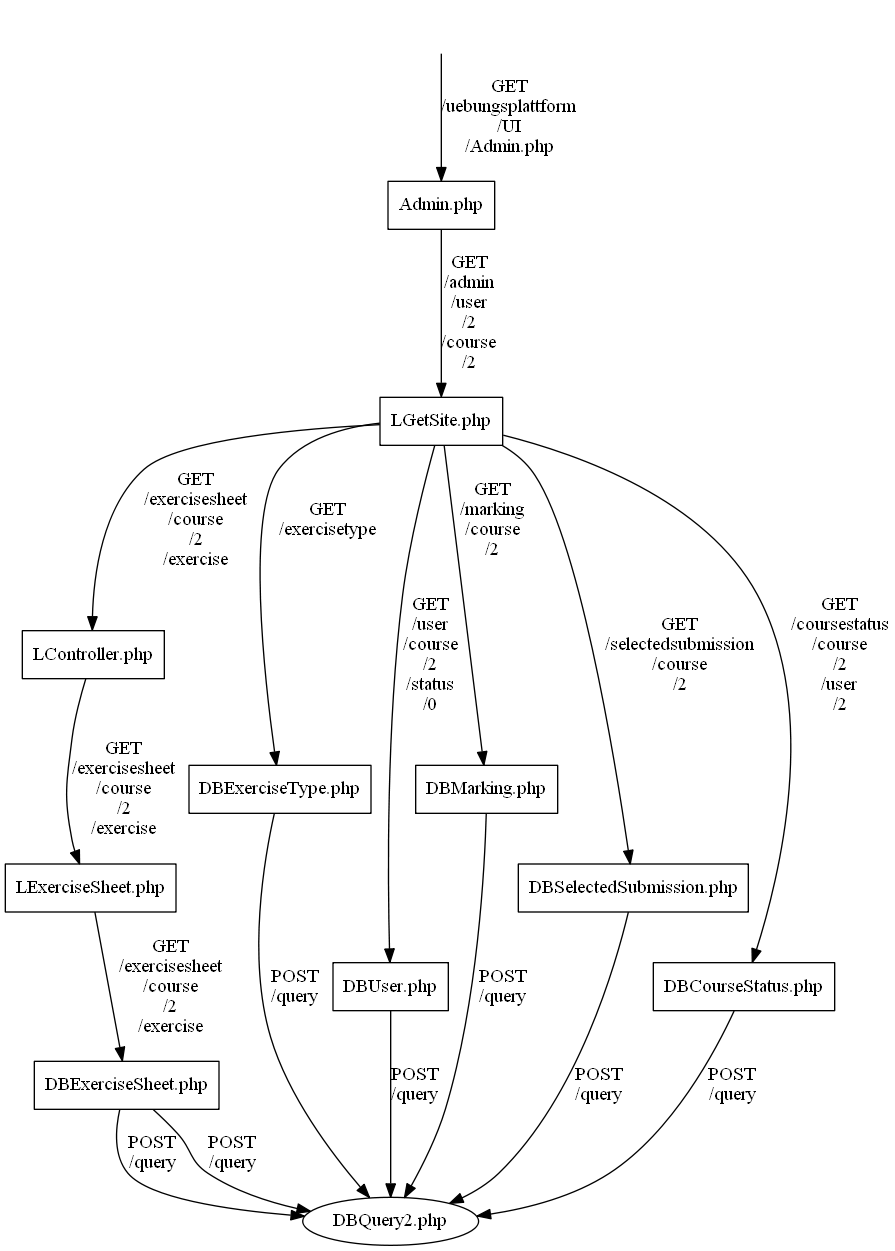 GET
/uebungsplattform
/UI
/Admin.php
Admin.php
GET
/admin
/user
/2
/course
/2
LGetSite.php
GET
/exercisesheet
/course
/2
/exercise
GET
/exercisetype
GET
/user
/course
/2
/status
/0
GET
/marking
/course
/2
GET
/selectedsubmission
/course
/2
GET
/coursestatus
/course
/2
/user
/2
LController.php
GET
/exercisesheet
/course
/2
/exercise
DBExerciseType.php
DBMarking.php
LExerciseSheet.php
DBSelectedSubmission.php
GET
/exercisesheet
/course
/2
/exercise
POST
/query
DBUser.php
POST
/query
DBCourseStatus.php
DBExerciseSheet.php
POST
/query
POST
/query
POST
/query
POST
/query
POST
/query
DBQuery2.php